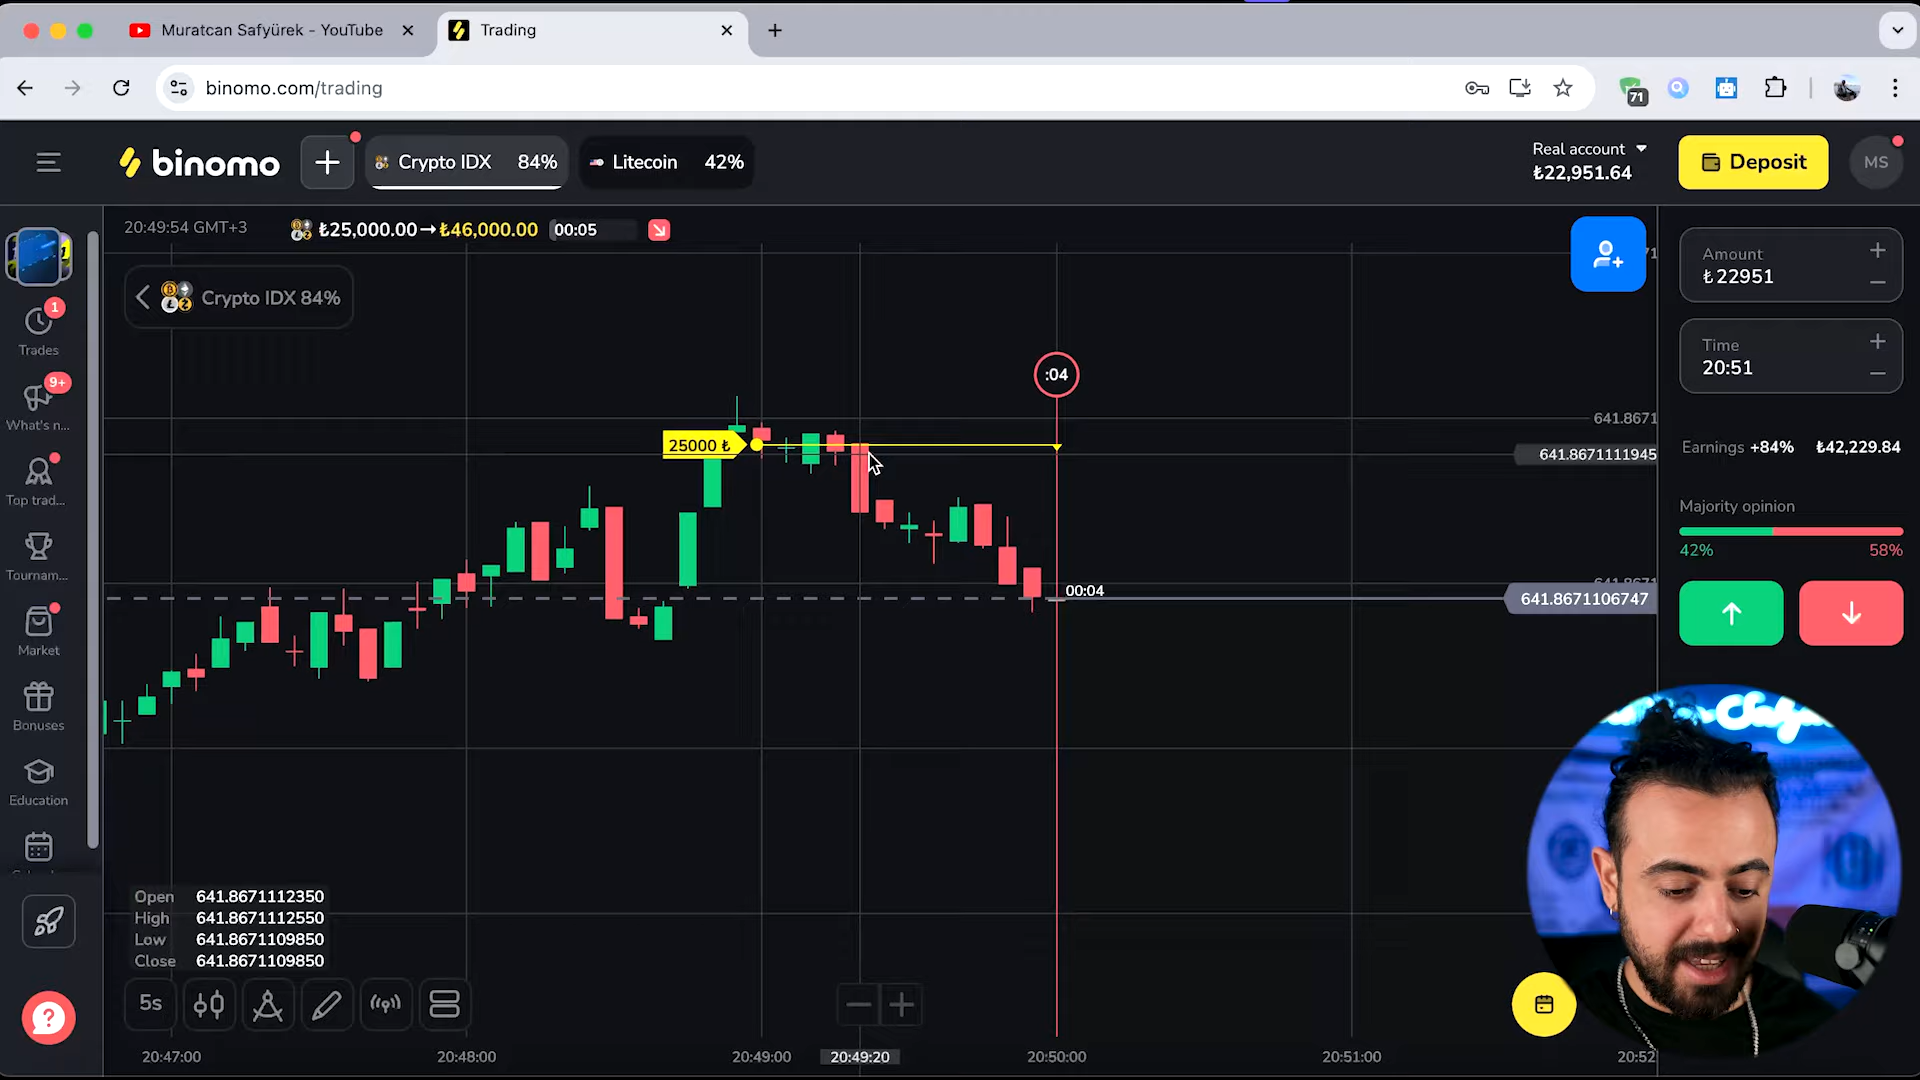 Muratcan Safyürek - YouTube
Trading
binomo.com/trading
71
binomo
Crypto IDX 84%
Litecoin 42%
Real account
₺22,951.64
Deposit
MS
20:49:54 GMT+3
₺25,000.00→₺46,000.00
00:05
Crypto IDX 84%
1
Trades
9+
What's n...
Top trad...
Tournam...
Market
Bonuses
Education
25000 ₺
:04
00:04
641.8671
641.8671111945
641.8671
641.8671106747
Amount
₺22951
Time
20:51
Earnings +84% ₺42,229.84
Majority opinion
42% 58%
Open 641.8671112350
High 641.8671112550
Low 641.8671109850
Close 641.8671109850
5s
20:47:00 20:48:00 20:49:00 20:49:20 20:50:00 20:51:00 20:52